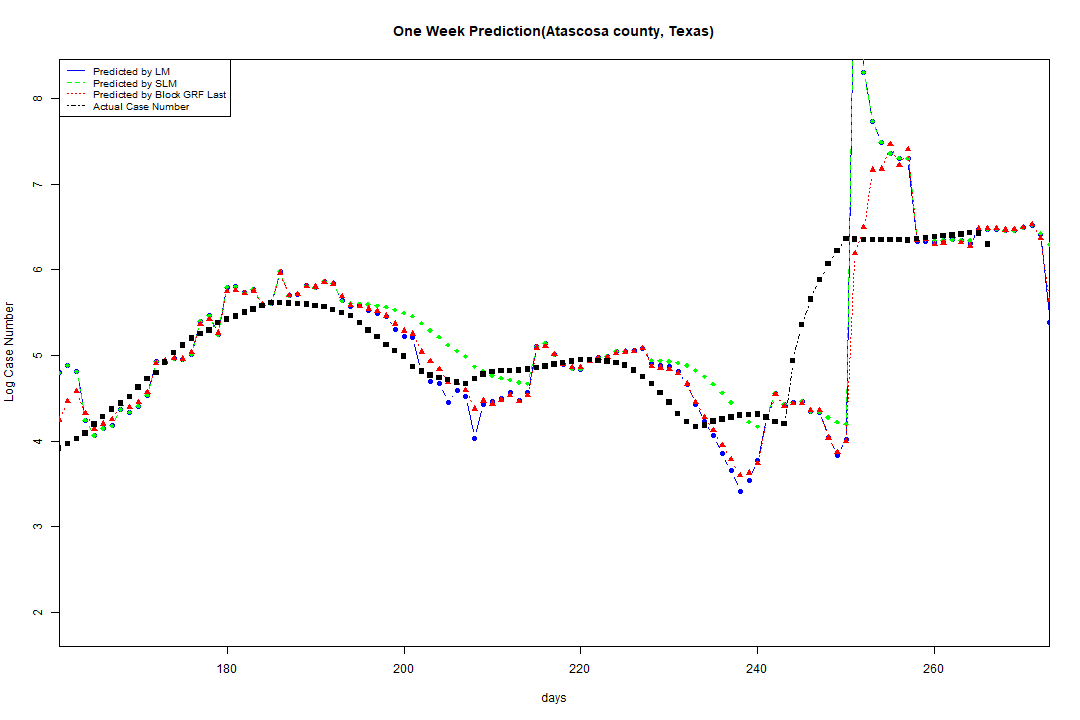 One Week Prediction(Atascosa county, Texas)
Predicted by LM
Predicted by SLM
Predicted by Block GRF Last
Actual Case Number
Log Case Number
8
7
6
5
4
3
2
180 200 220 240 260
days